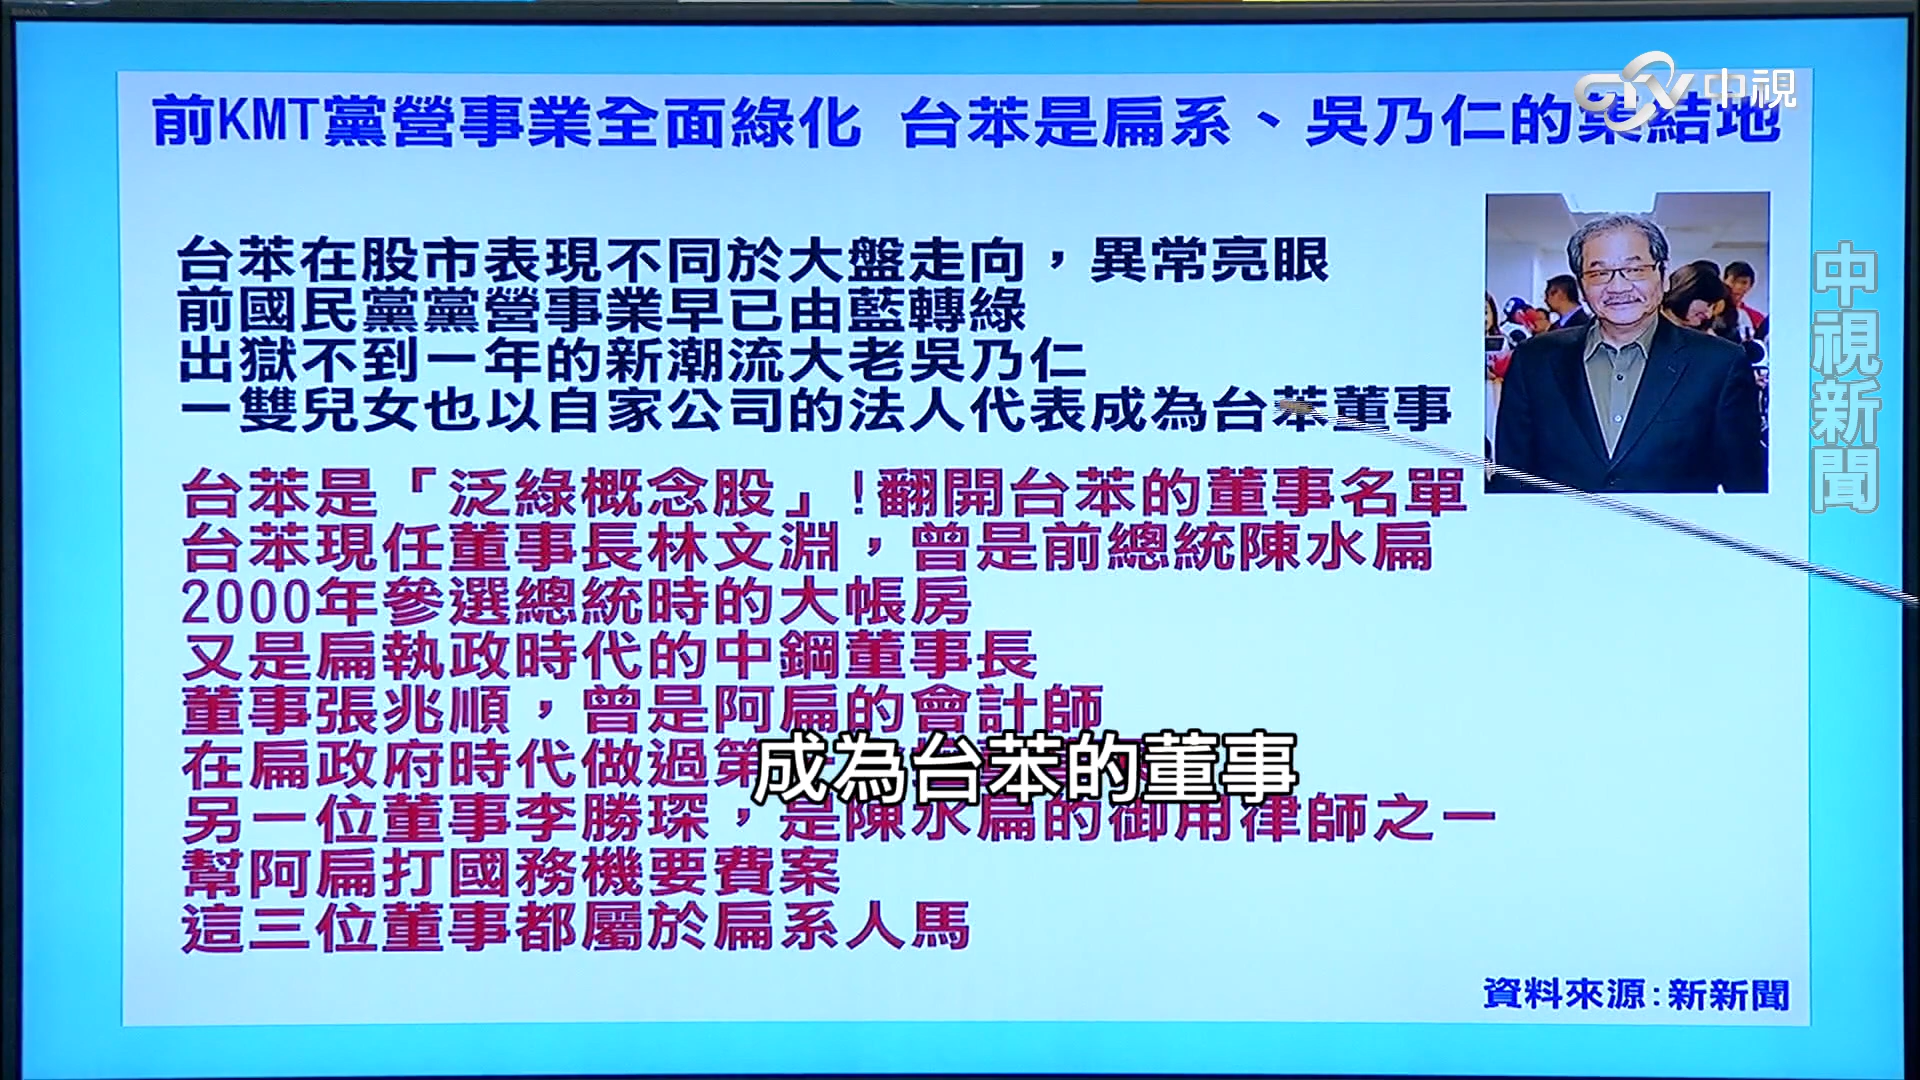 BRAVIA
CTV中視
前KMT黨營事業全面綠化 台苯是扁系、吳乃仁的集結地
台苯在股市表現不同於大盤走向，異常亮眼
前國民黨黨營事業早已由藍轉綠
出獄不到一年的新潮流大老吳乃仁
一雙兒女也以自家公司的法人代表成為台苯董事
中視新聞
台苯是「泛綠概念股」!翻開台苯的董事名單
台苯現任董事長林文淵，曾是前總統陳水扁
2000年參選總統時的大帳房
又是扁執政時代的中鋼董事長
董事張兆順，曾是阿扁的會計師
在扁政府時代做過第
成為台苯的董事
另一位董事李勝琛，是陳水扁的御用律師之一
幫阿扁打國務機要費案
這三位董事都屬於扁系人馬
資料來源:新新聞